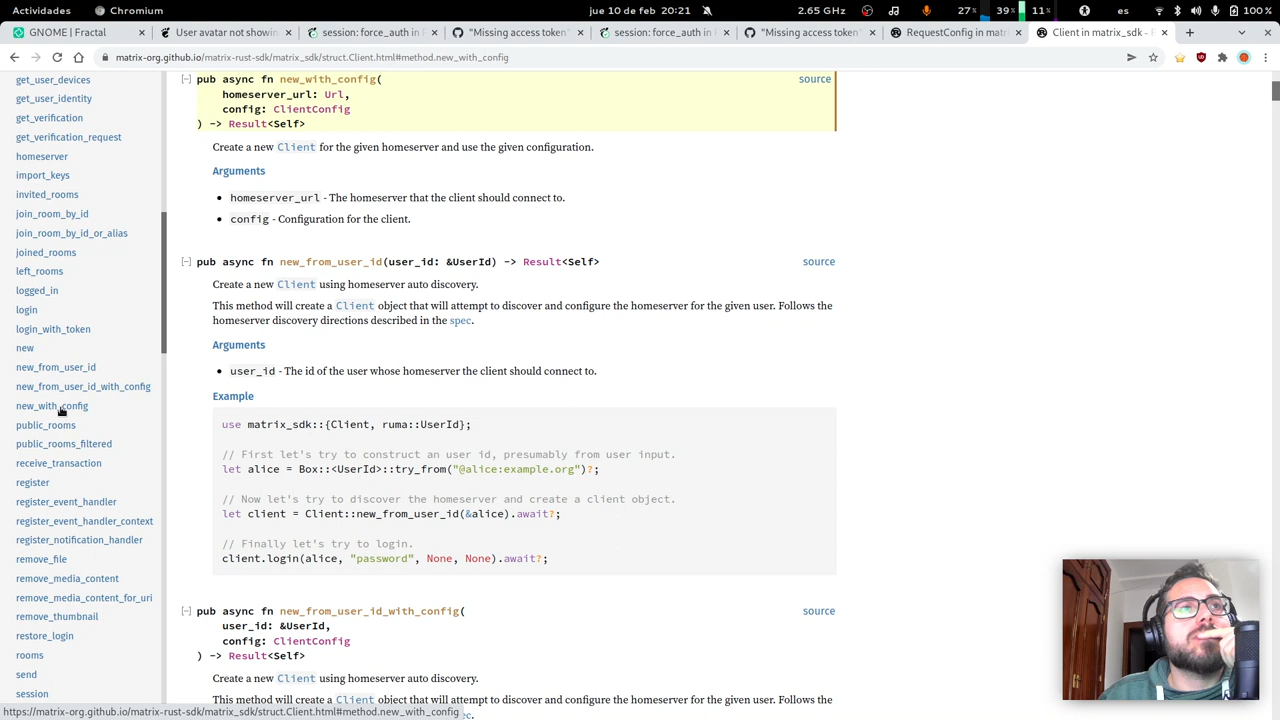 Actividades
Chromium
jue 10 de feb 20:21
2.65 GHz
27%
39%
11%
es
100 %
GNOME | Fractal
User avatar not showin
session: force_auth in R
"Missing access token"
session: force_auth in R
"Missing access token"
RequestConfig in matri
Client in matrix_sdk - R
matrix-org.github.io/matrix-rust-sdk/matrix_sdk/struct.Client.html#method.new_with_config
get_user_devices
get_user_identity
get_verification
get_verification_request
homeserver
import_keys
invited_rooms
join_room_by_id
join_room_by_id_or_alias
joined_rooms
left_rooms
logged_in
login
login_with_token
new
new_from_user_id
new_from_user_id_with_config
new_with_config
public_rooms
public_rooms_filtered
receive_transaction
register
register_event_handler
register_event_handler_context
register_notification_handler
remove_file
remove_media_content
remove_media_content_for_uri
remove_thumbnail
restore_login
rooms
send
session
[−] pub async fn new_with_config(
source
homeserver_url: Url,
config: ClientConfig
) -> Result<Self>
Create a new Client for the given homeserver and use the given configuration.
Arguments
• homeserver_url - The homeserver that the client should connect to.
• config - Configuration for the client.
[−] pub async fn new_from_user_id(user_id: &UserId) -> Result<Self>
source
Create a new Client using homeserver auto discovery.
This method will create a Client object that will attempt to discover and configure the homeserver for the given user. Follows the
homeserver discovery directions described in the spec.
Arguments
• user_id - The id of the user whose homeserver the client should connect to.
Example
use matrix_sdk::{Client, ruma::UserId};
// First let's try to construct an user id, presumably from user input.
let alice = Box::<UserId>::try_from("@alice:example.org")?;
// Now let's try to discover the homeserver and create a client object.
let client = Client::new_from_user_id(&alice).await?;
// Finally let's try to login.
client.login(alice, "password", None, None).await?;
[−] pub async fn new_from_user_id_with_config(
source
user_id: &UserId,
config: ClientConfig
) -> Result<Self>
Create a new Client using homeserver auto discovery.
This method will create a Client object that will attempt to discover and configure the homeserver for the given user. Follows the
https://matrix-org.github.io/matrix-rust-sdk/matrix_sdk/struct.Client.html#method.new_with_config
ec.